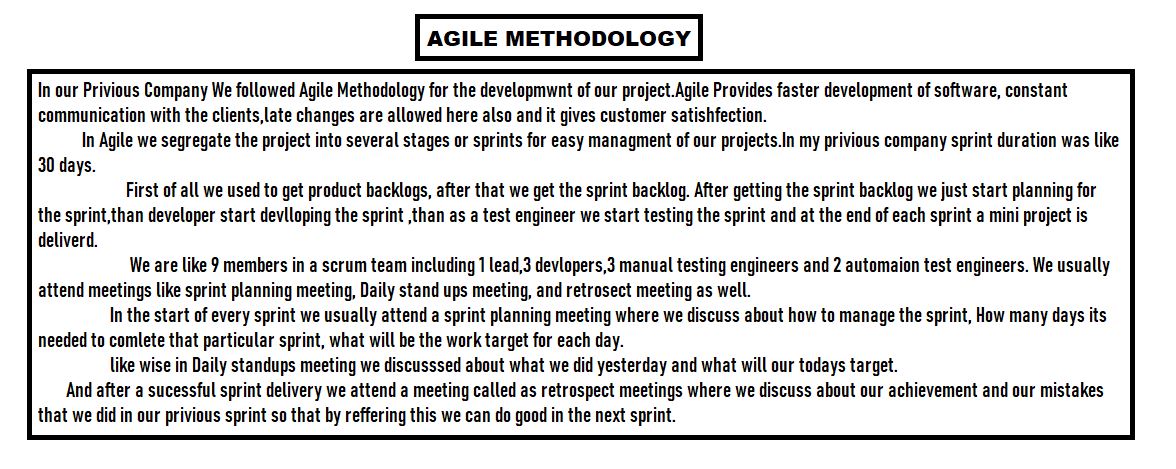 AGILE METHODOLOGY
In our Privious Company We followed Agile Methodology for the developmwnt of our project.Agile Provides faster development of software, constant
communication with the clients,late changes are allowed here also and it gives customer satishfection.
In Agile we segregate the project into several stages or sprints for easy managment of our projects.In my privious company sprint duration was like
30 days.
First of all we used to get product backlogs, after that we get the sprint backlog. After getting the sprint backlog we just start planning for
the sprint,than developer start devlloping the sprint ,than as a test engineer we start testing the sprint and at the end of each sprint a mini project is
deliverd.
We are like 9 members in a scrum team including 1 lead,3 devlopers,3 manual testing engineers and 2 automaion test engineers. We usually
attend meetings like sprint planning meeting, Daily stand ups meeting, and retrosect meeting as well.
In the start of every sprint we usually attend a sprint planning meeting where we discuss about how to manage the sprint, How many days its
needed to comlete that particular sprint, what will be the work target for each day.
like wise in Daily standups meeting we discusssed about what we did yesterday and what will our todays target.
And after a sucessful sprint delivery we attend a meeting called as retrospect meetings where we discuss about our achievement and our mistakes
that we did in our privious sprint so that by reffering this we can do good in the next sprint.